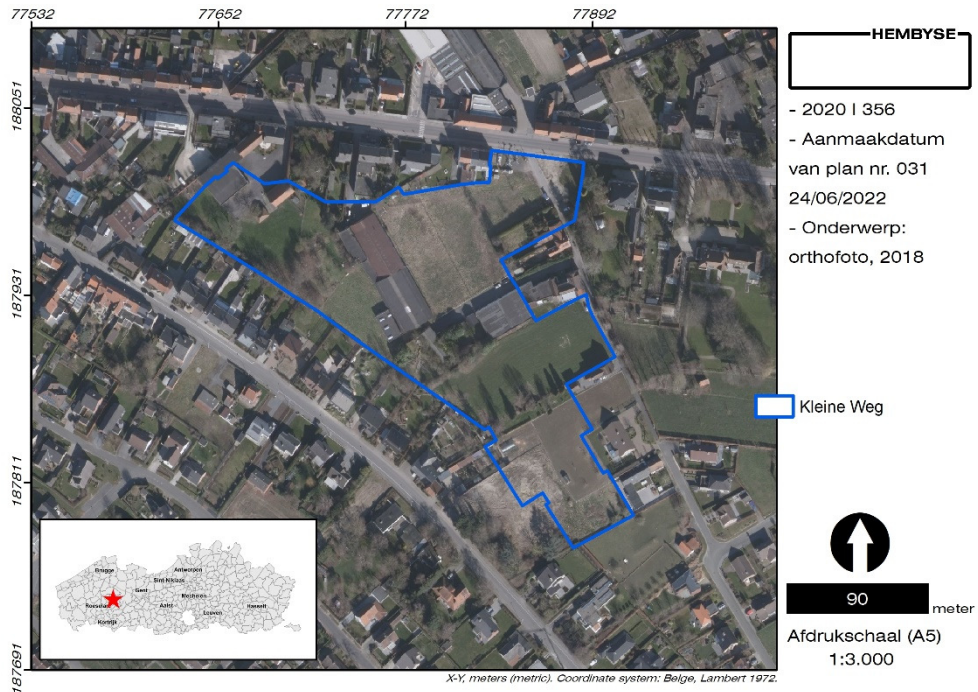 77532
77652
77772
77892
188051
187931
187811
187691
HEMBYSE
- 2020 I 356
- Aanmaakdatum
van plan nr. 031
24/06/2022
- Onderwerp:
orthofoto, 2018
Kleine Weg
90
meter
Afdrukschaal (A5)
1:3.000
Brugge
Antwerpen
Sint-Niklaas
Gent
Mechelen
Roeselare
Aalst
Leuven
Hasselt
Kortrijk
X-Y, meters (metric). Coordinate system: Belge, Lambert 1972.